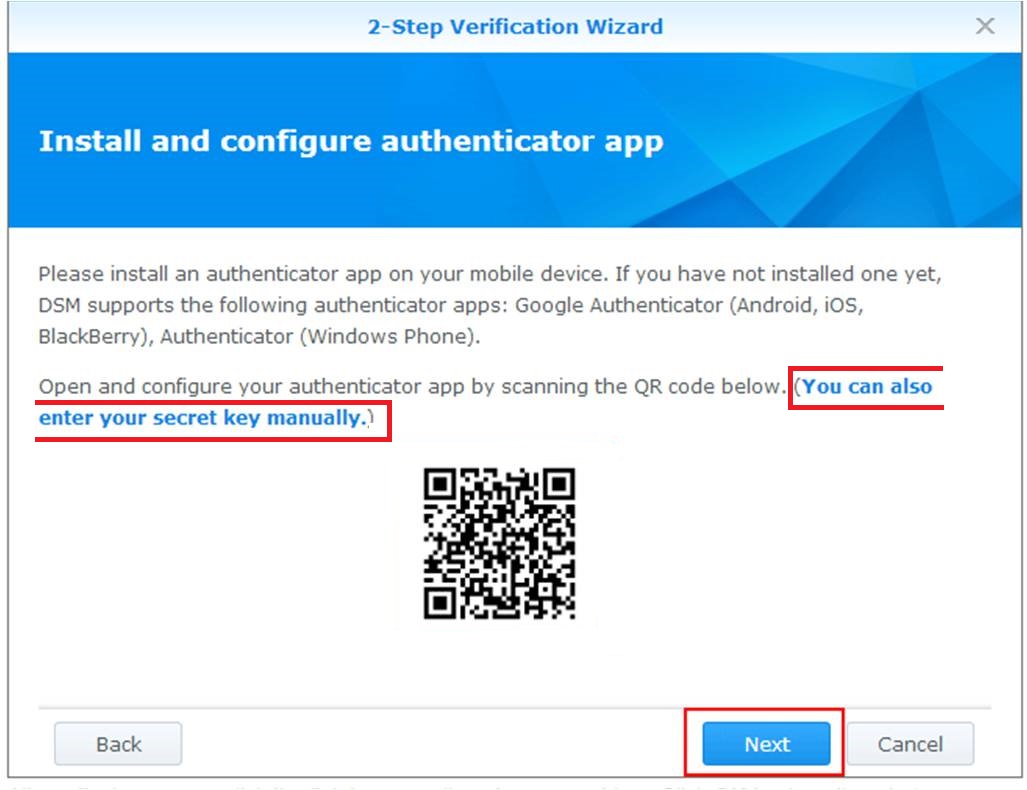 2-Step Verification Wizard
Install and configure authenticator app
Please install an authenticator app on your mobile device. If you have not installed one yet,
DSM supports the following authenticator apps: Google Authenticator (Android, iOS,
BlackBerry), Authenticator (Windows Phone).
Open and configure your authenticator app by scanning the QR code below. (You can also
enter your secret key manually.)
Back
Next
Cancel